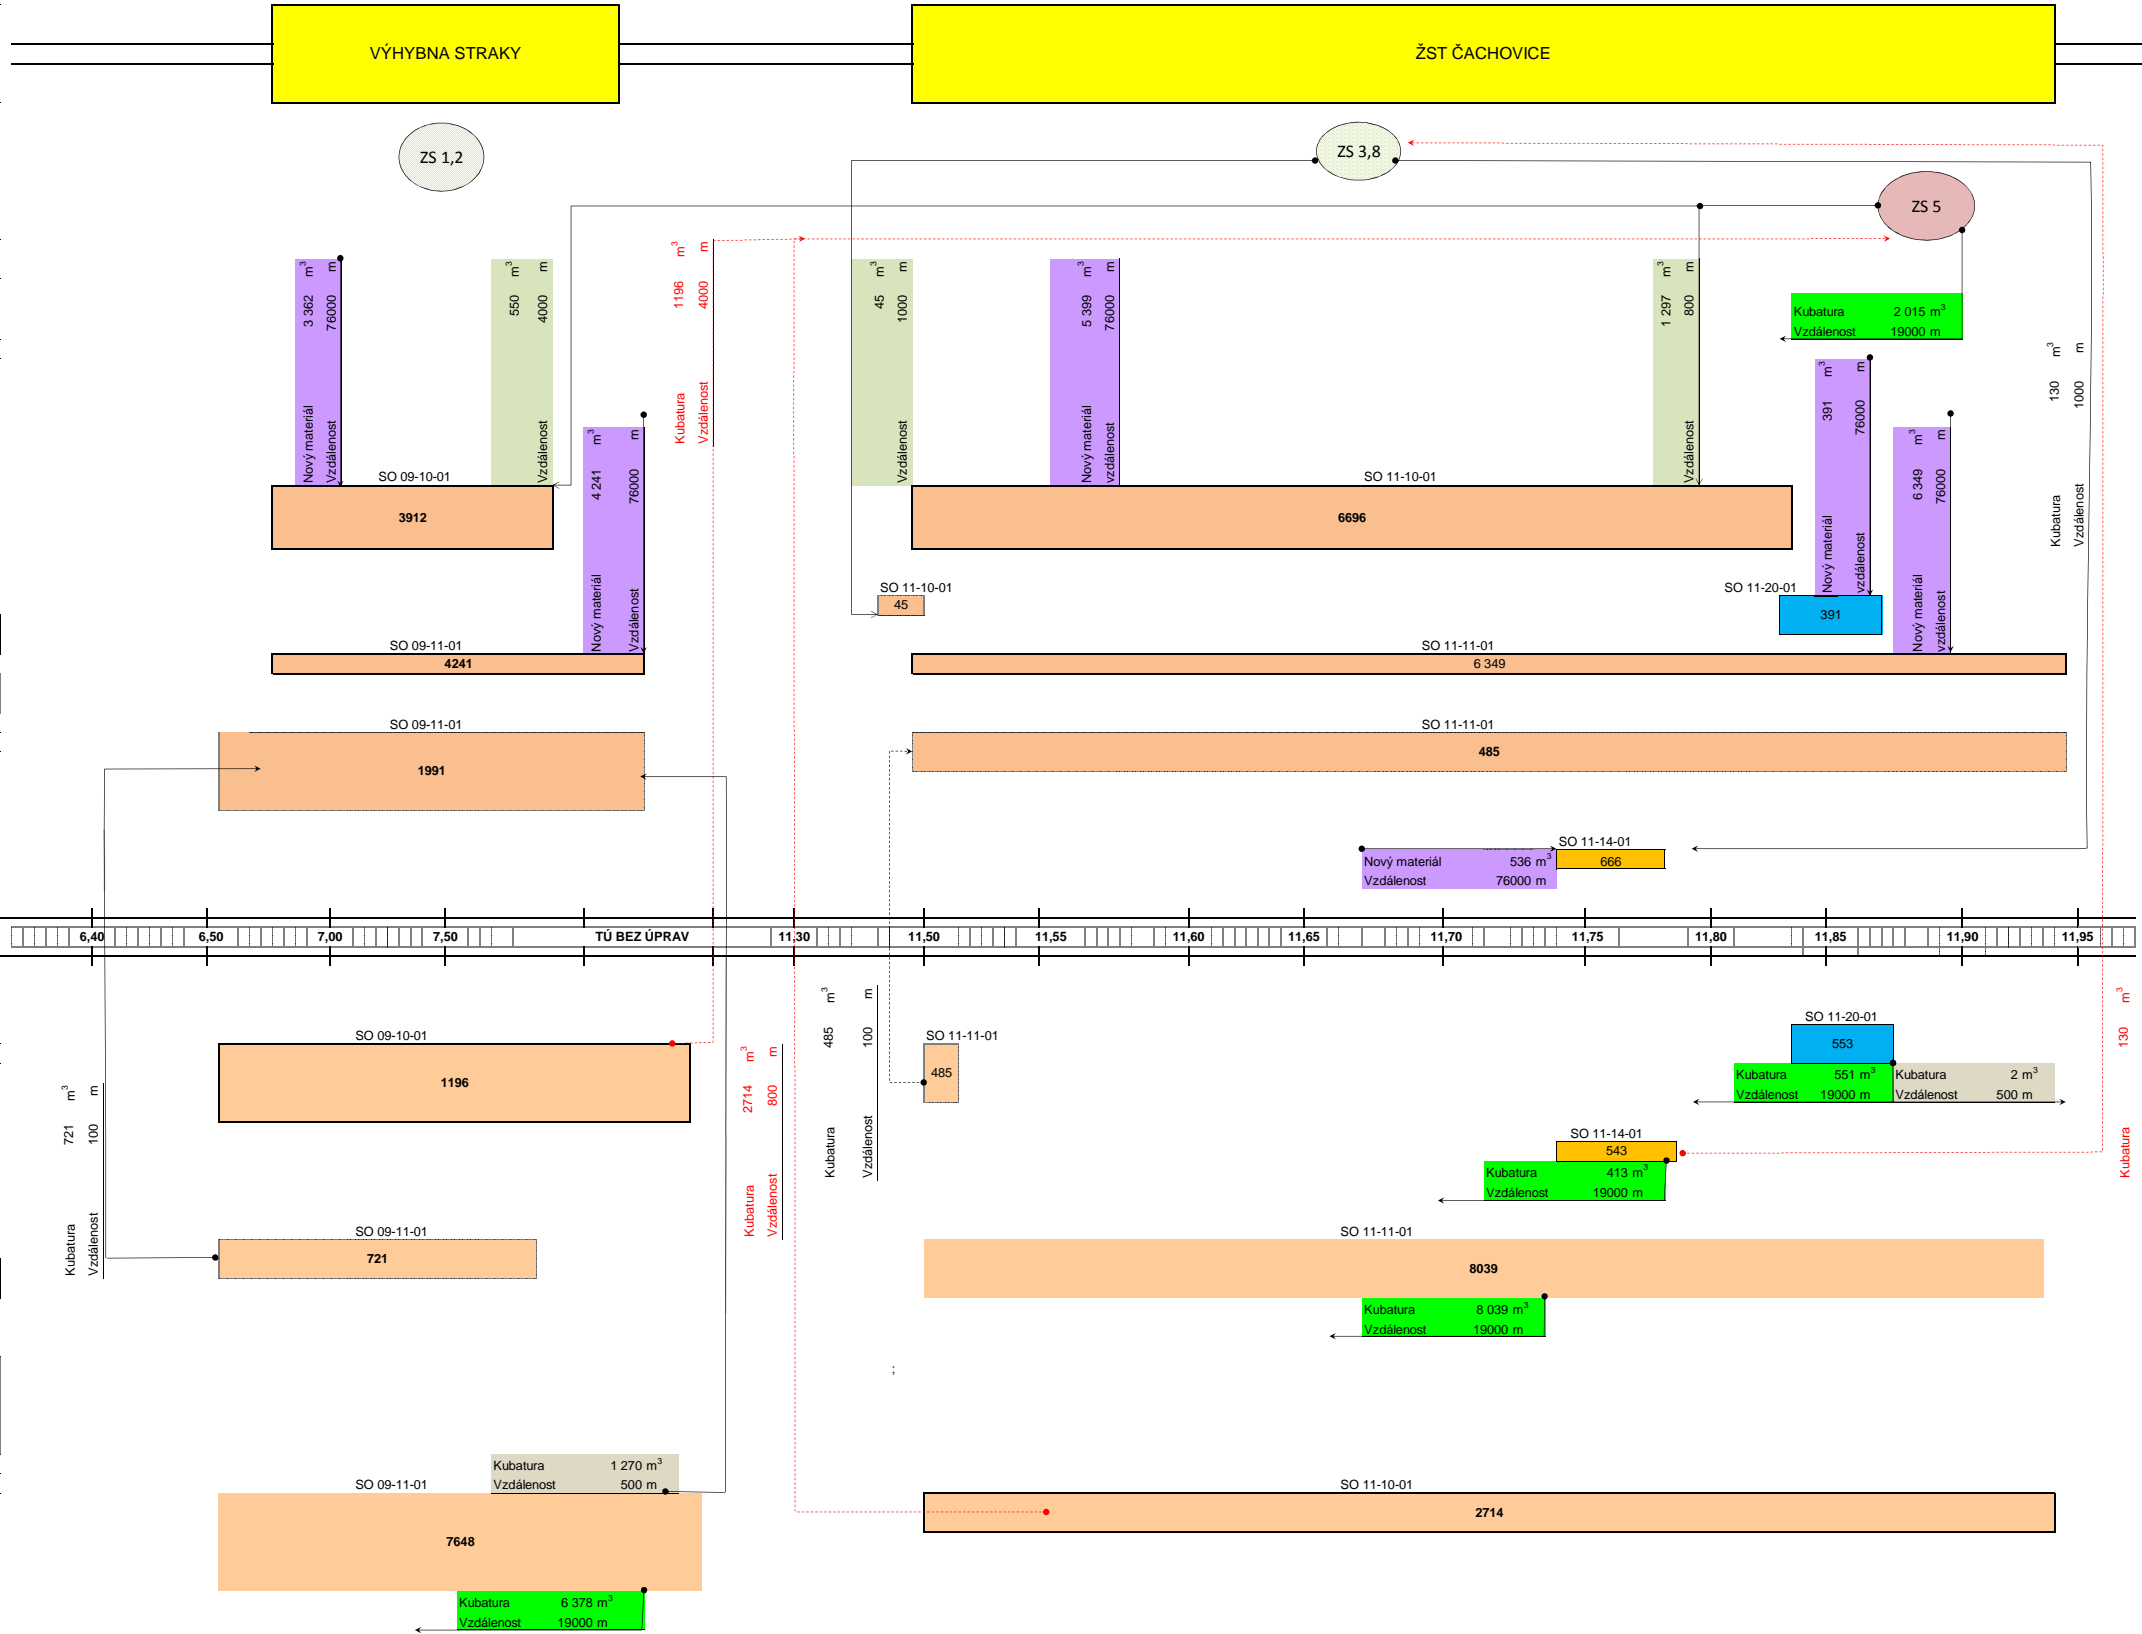 VÝHYBNA STRAKY
ŽST ČACHOVICE
ZS 1,2
ZS 3,8
ZS 5
Nový materiál 3 362 m³
Vzdálenost 76000 m
550 m³
Vzdálenost 4000 m
Kubatura 1196 m³
Vzdálenost 4000 m
45 m³
Vzdálenost 1000 m
Nový materiál 5 399 m³
Vzdálenost 76000 m
1 297 m³
Vzdálenost 800 m
Kubatura 2 015 m³
Vzdálenost 19000 m
Nový materiál 391 m³
vzdálenost 76000 m
Kubatura 130 m³
Vzdálenost 1000 m
Nový materiál 4 241 m³
Vzdálenost 76000 m
Nový materiál 6 349 m³
vzdálenost 76000 m
SO 09-10-01
3912
SO 11-10-01
6696
SO 11-10-01
45
SO 11-20-01
391
SO 09-11-01
4241
SO 11-11-01
6 349
SO 09-11-01
1991
SO 11-11-01
485
SO 11-14-01
666
Nový materiál 536 m³
Vzdálenost 76000 m
6,40 6,50 7,00 7,50 TÚ BEZ ÚPRAV 11,30 11,50 11,55 11,60 11,65 11,70 11,75 11,80 11,85 11,90 11,95
Kubatura 485 m³
Vzdálenost 100 m
Kubatura 130 m³
SO 09-10-01
1196
Kubatura 2714 m³
Vzdálenost 800 m
SO 11-11-01
485
SO 11-20-01
553
Kubatura 551 m³
Vzdálenost 19000 m
Kubatura 2 m³
Vzdálenost 500 m
Kubatura 721 m³
Vzdálenost 100 m
SO 11-14-01
543
Kubatura 413 m³
Vzdálenost 19000 m
SO 09-11-01
721
SO 11-11-01
8039
Kubatura 8 039 m³
Vzdálenost 19000 m
;
Kubatura 1 270 m³
Vzdálenost 500 m
SO 09-11-01
7648
SO 11-10-01
2714
Kubatura 6 378 m³
Vzdálenost 19000 m